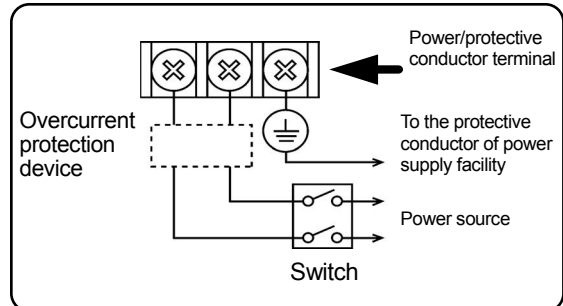 Power/protective
conductor terminal
Overcurrent
protection
device
To the protective
conductor of power
supply facility
Power source
Switch